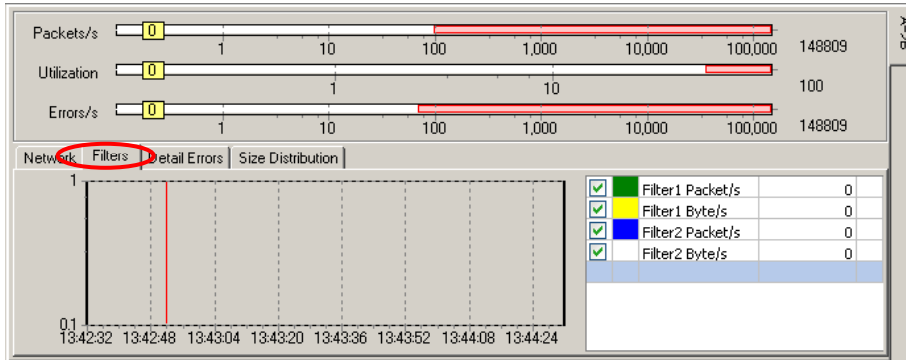 Packets/s 0 148809
1 10 100 1,000 10,000 100,000
Utilization 0 100
1 10
Errors/s 0 148809
1 10 100 1,000 10,000 100,000
Network Filters Detail Errors Size Distribution
1
0.1
13:42:32 13:42:48 13:43:04 13:43:20 13:43:36 13:43:52 13:44:08 13:44:24
Filter1 Packet/s 0
Filter1 Byte/s 0
Filter2 Packet/s 0
Filter2 Byte/s 0